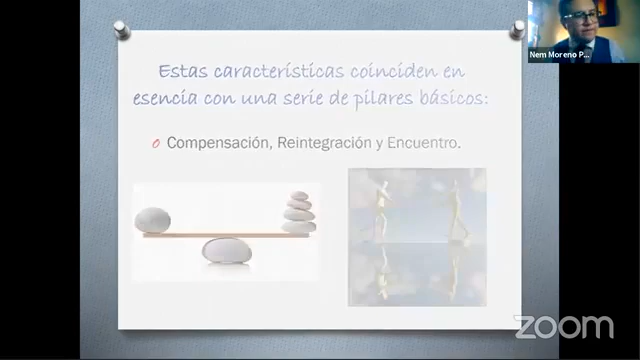 Estas características coinciden en
esencia con una serie de pilares básicos:
Compensación, Reintegración y Encuentro.
Nem Moreno P...
zoom